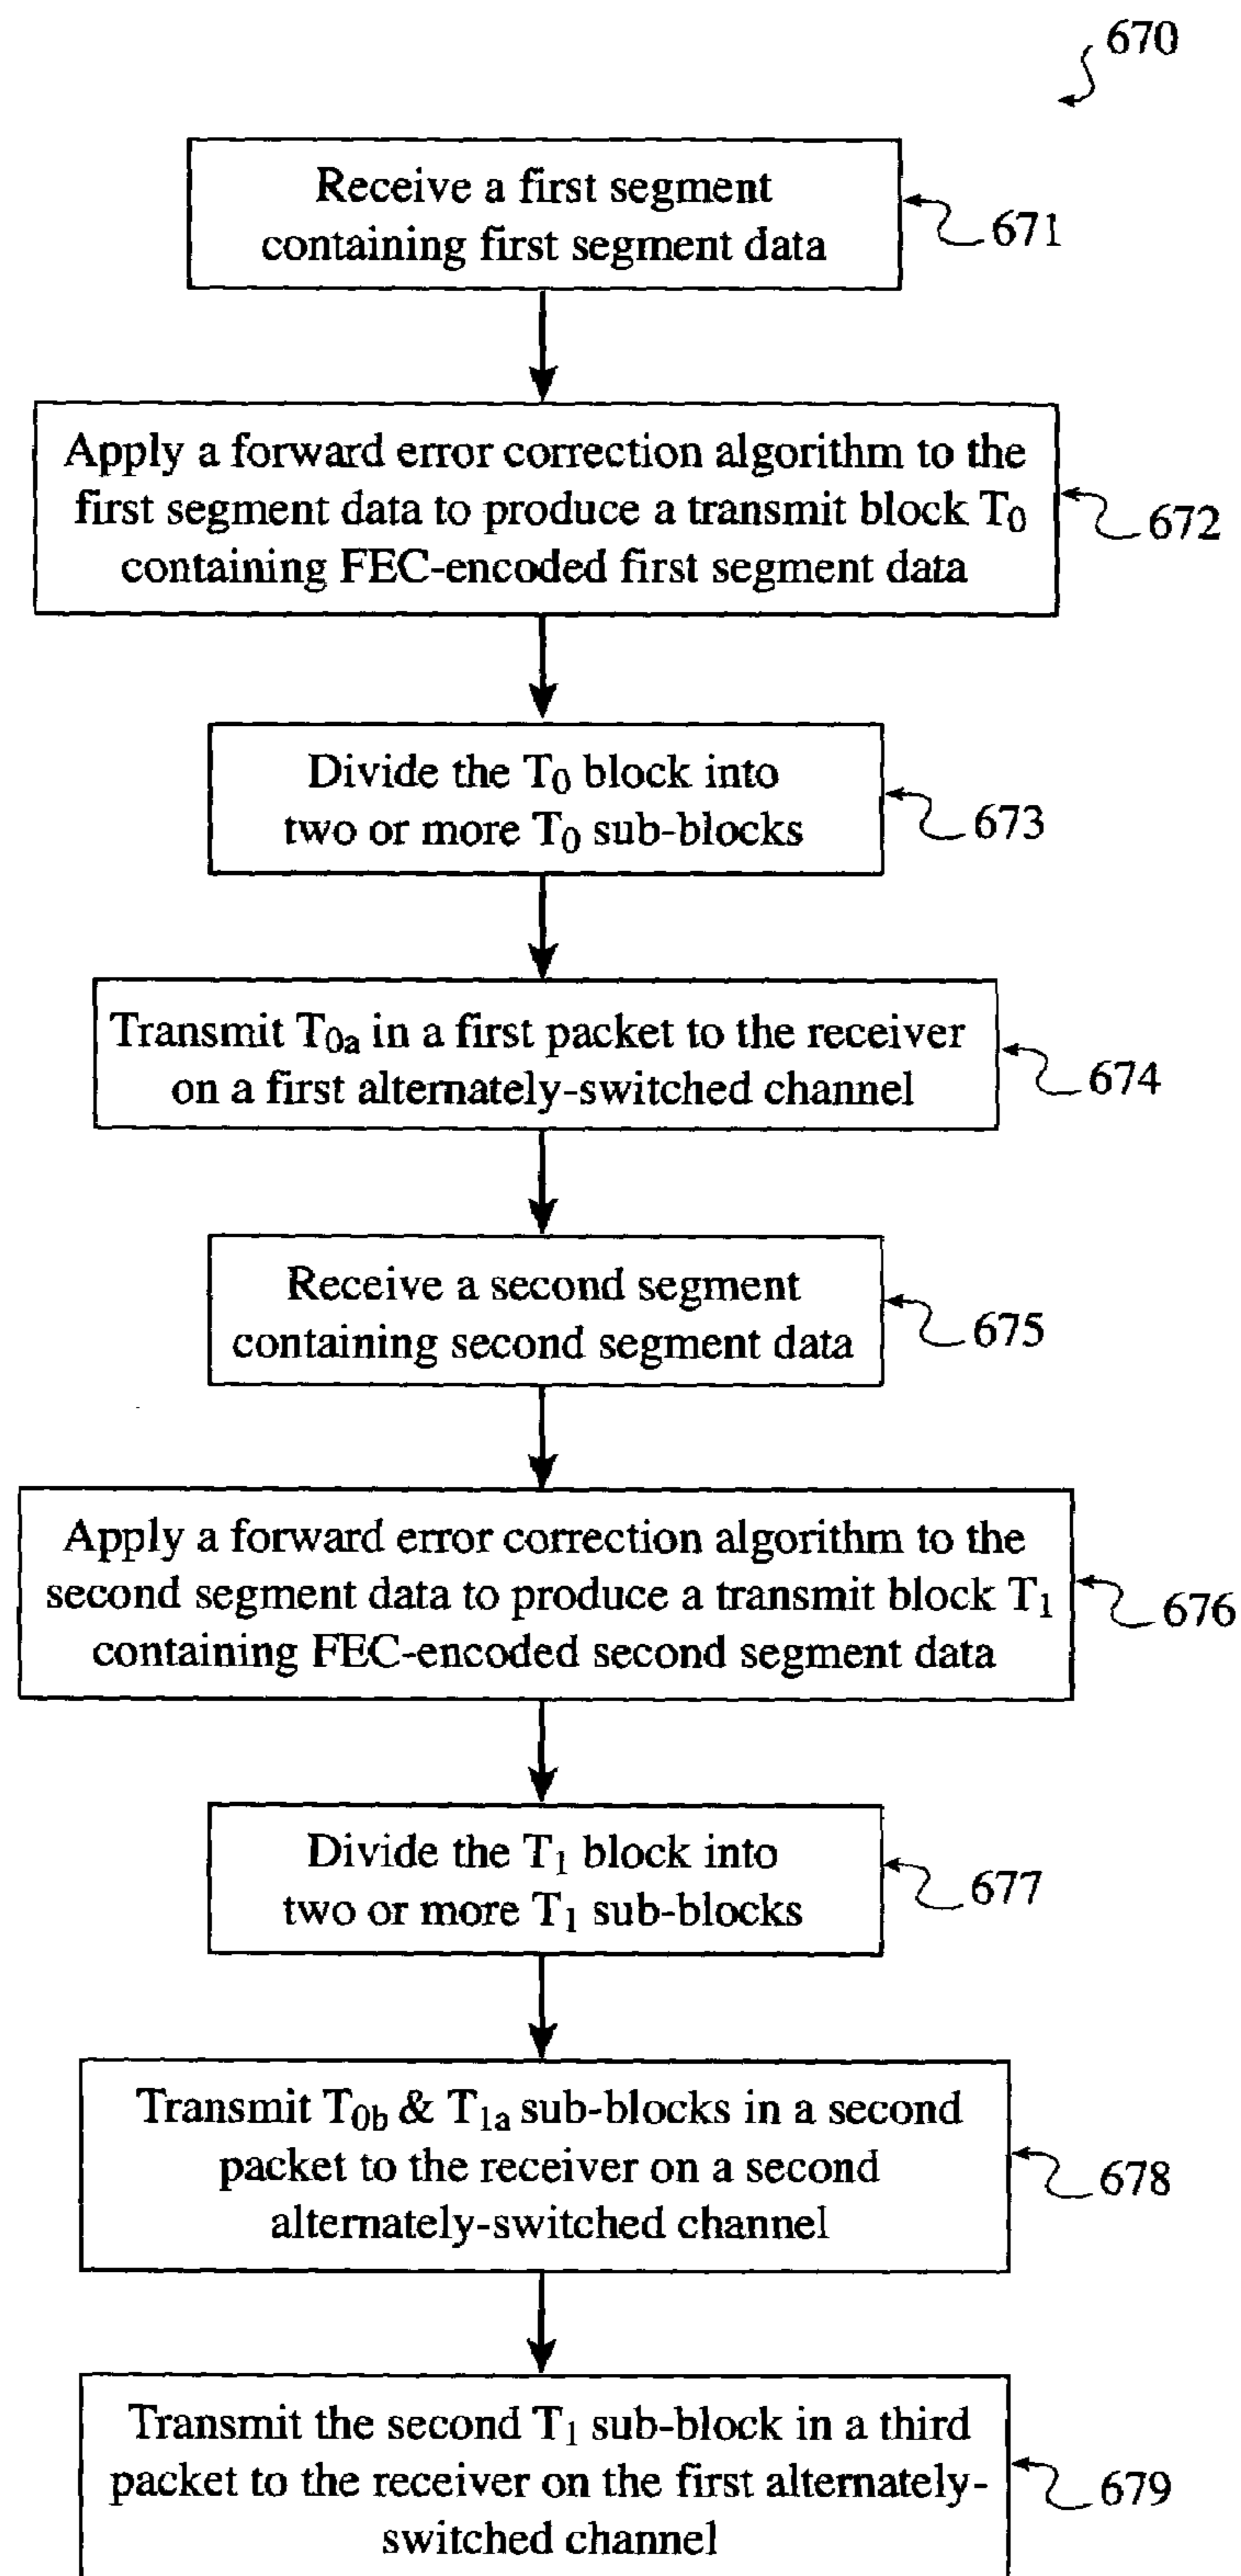 670
Receive a first segment
containing first segment data
671
Apply a forward error correction algorithm to the
first segment data to produce a transmit block T₀
containing FEC-encoded first segment data
672
Divide the T₀ block into
two or more T₀ sub-blocks
673
Transmit T₀ₐ in a first packet to the receiver
on a first alternately-switched channel
674
Receive a second segment
containing second segment data
675
Apply a forward error correction algorithm to the
second segment data to produce a transmit block T₁
containing FEC-encoded second segment data
676
Divide the T₁ block into
two or more T₁ sub-blocks
677
Transmit T0b & T1a sub-blocks in a second
packet to the receiver on a second
alternately-switched channel
678
Transmit the second T₁ sub-block in a third
packet to the receiver on the first alternately-
switched channel
679